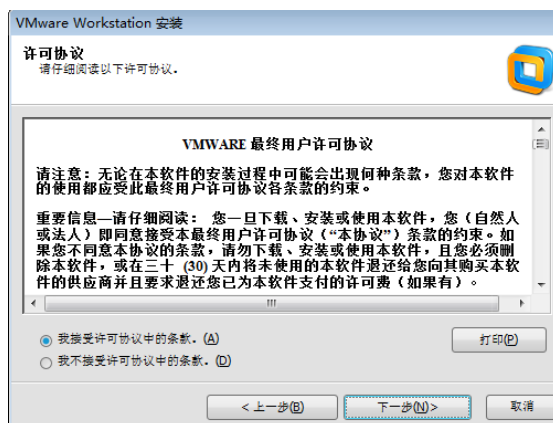 VMware Workstation 安装
许可协议
请仔细阅读以下许可协议。
VMWARE 最终用户许可协议
请注意：无论在本软件的安装过程中可能会出现何种条款，您对本软件
的使用都应受此最终用户许可协议各条款的约束。
重要信息—请仔细阅读： 您一旦下载、安装或使用本软件，您（自然人
或法人）即同意接受本最终用户许可协议（“本协议”）条款的约束。如
果您不同意本协议的条款，请勿下载、安装或使用本软件，且您必须删
除本软件，或在三十 (30) 天内将未使用的本软件退还给您向其购买本软
件的供应商并且要求退还您已为本软件支付的许可费（如果有）。
我接受许可协议中的条款。(A)
打印(P)
我不接受许可协议中的条款。(D)
< 上一步(B)
下一步(N)>
取消